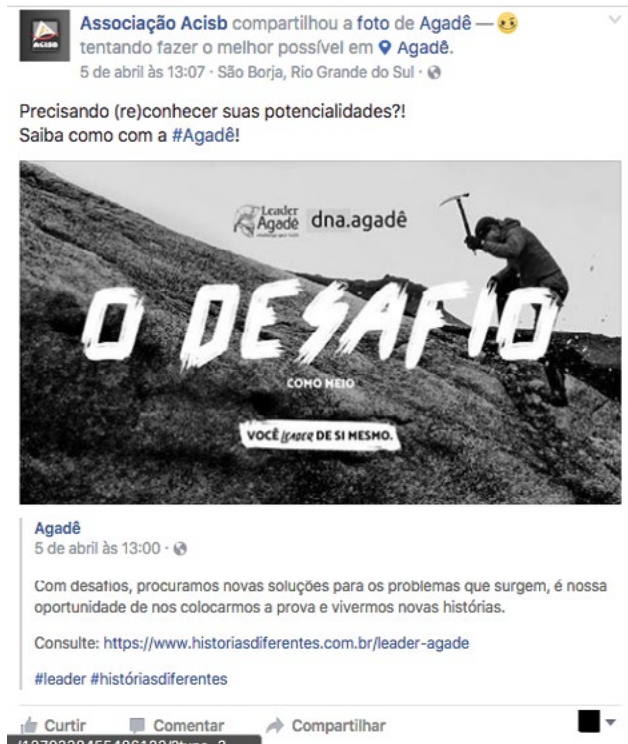 Associação Acisb compartilhou a foto de Agadê —
tentando fazer o melhor possível em Agadê.
5 de abril às 13:07 · São Borja, Rio Grande do Sul ·
ACISB
Precisando (re)conhecer suas potencialidades?!
Saiba como com a #Agadê!
Leader
Agadê
dna.agadê
O DESAFIO
COMO MEIO
VOCÊ LEADER DE SI MESMO.
Agadê
5 de abril às 13:00 ·
Com desafios, procuramos novas soluções para os problemas que surgem, é nossa
oportunidade de nos colocarmos a prova e vivermos novas histórias.
Consulte: https://www.historiasdiferentes.com.br/leader-agade
#leader #históriasdiferentes
Curtir Comentar Compartilhar